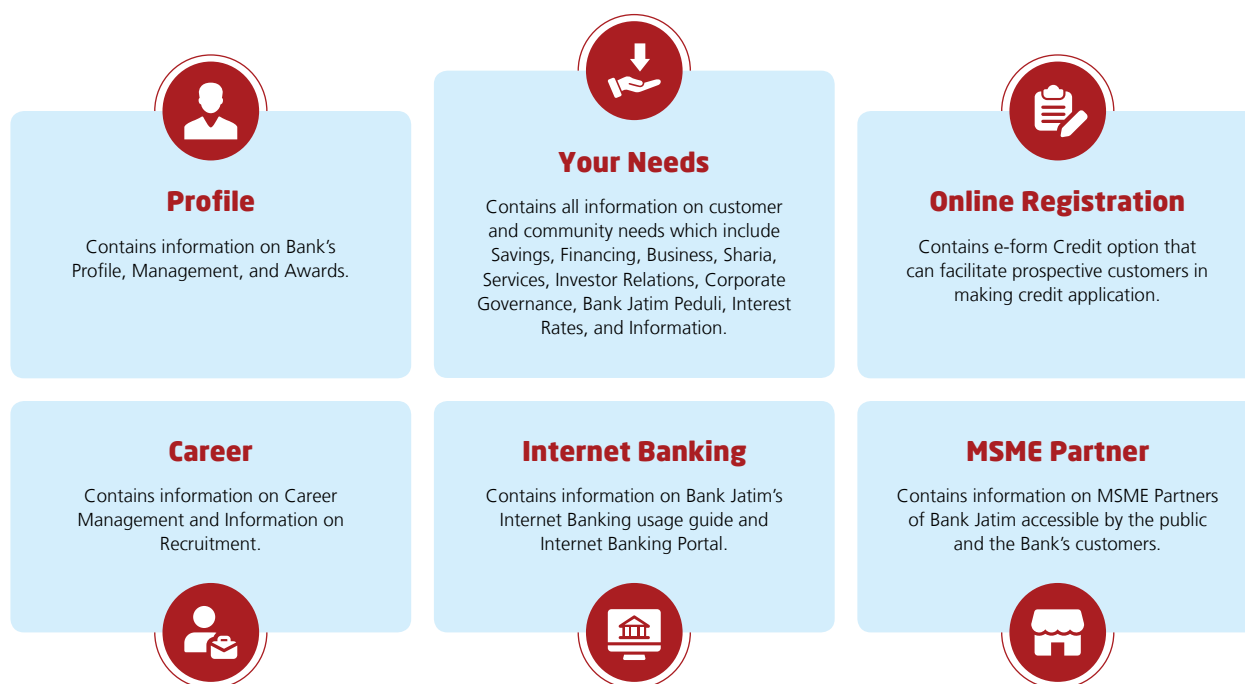 Profile
Contains information on Bank's
Profile, Management, and Awards.
Your Needs
Contains all information on customer
and community needs which include
Savings, Financing, Business, Sharia,
Services, Investor Relations, Corporate
Governance, Bank Jatim Peduli, Interest
Rates, and Information.
Online Registration
Contains e-form Credit option that
can facilitate prospective customers in
making credit application.
Career
Contains information on Career
Management and Information on
Recruitment.
Internet Banking
Contains information on Bank Jatim's
Internet Banking usage guide and
Internet Banking Portal.
MSME Partner
Contains information on MSME Partners
of Bank Jatim accessible by the public
and the Bank's customers.